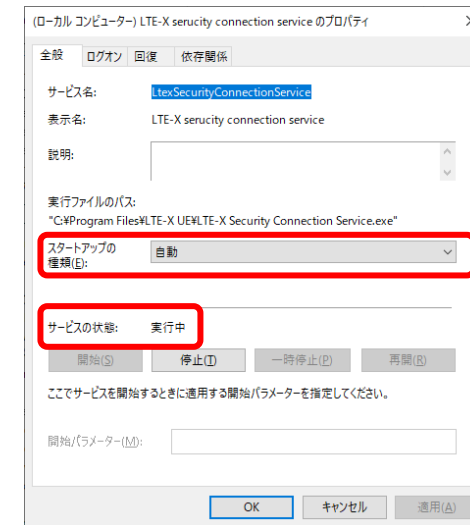 (ローカル コンピューター) LTE-X serucity connection service のプロパティ
全般 ログオン 回復 依存関係
サービス名: LtexSecurityConnectionService
表示名: LTE-X serucity connection service
説明:
実行ファイルのパス:
"C:¥Program Files¥LTE-X UE¥LTE-X Security Connection Service.exe"
スタートアップの
種類(E): 自動
サービスの状態: 実行中
開始(S) 停止(T) 一時停止(P) 再開(R)
ここでサービスを開始するときに適用する開始パラメーターを指定してください。
開始パラメーター(M):
OK キャンセル 適用(A)